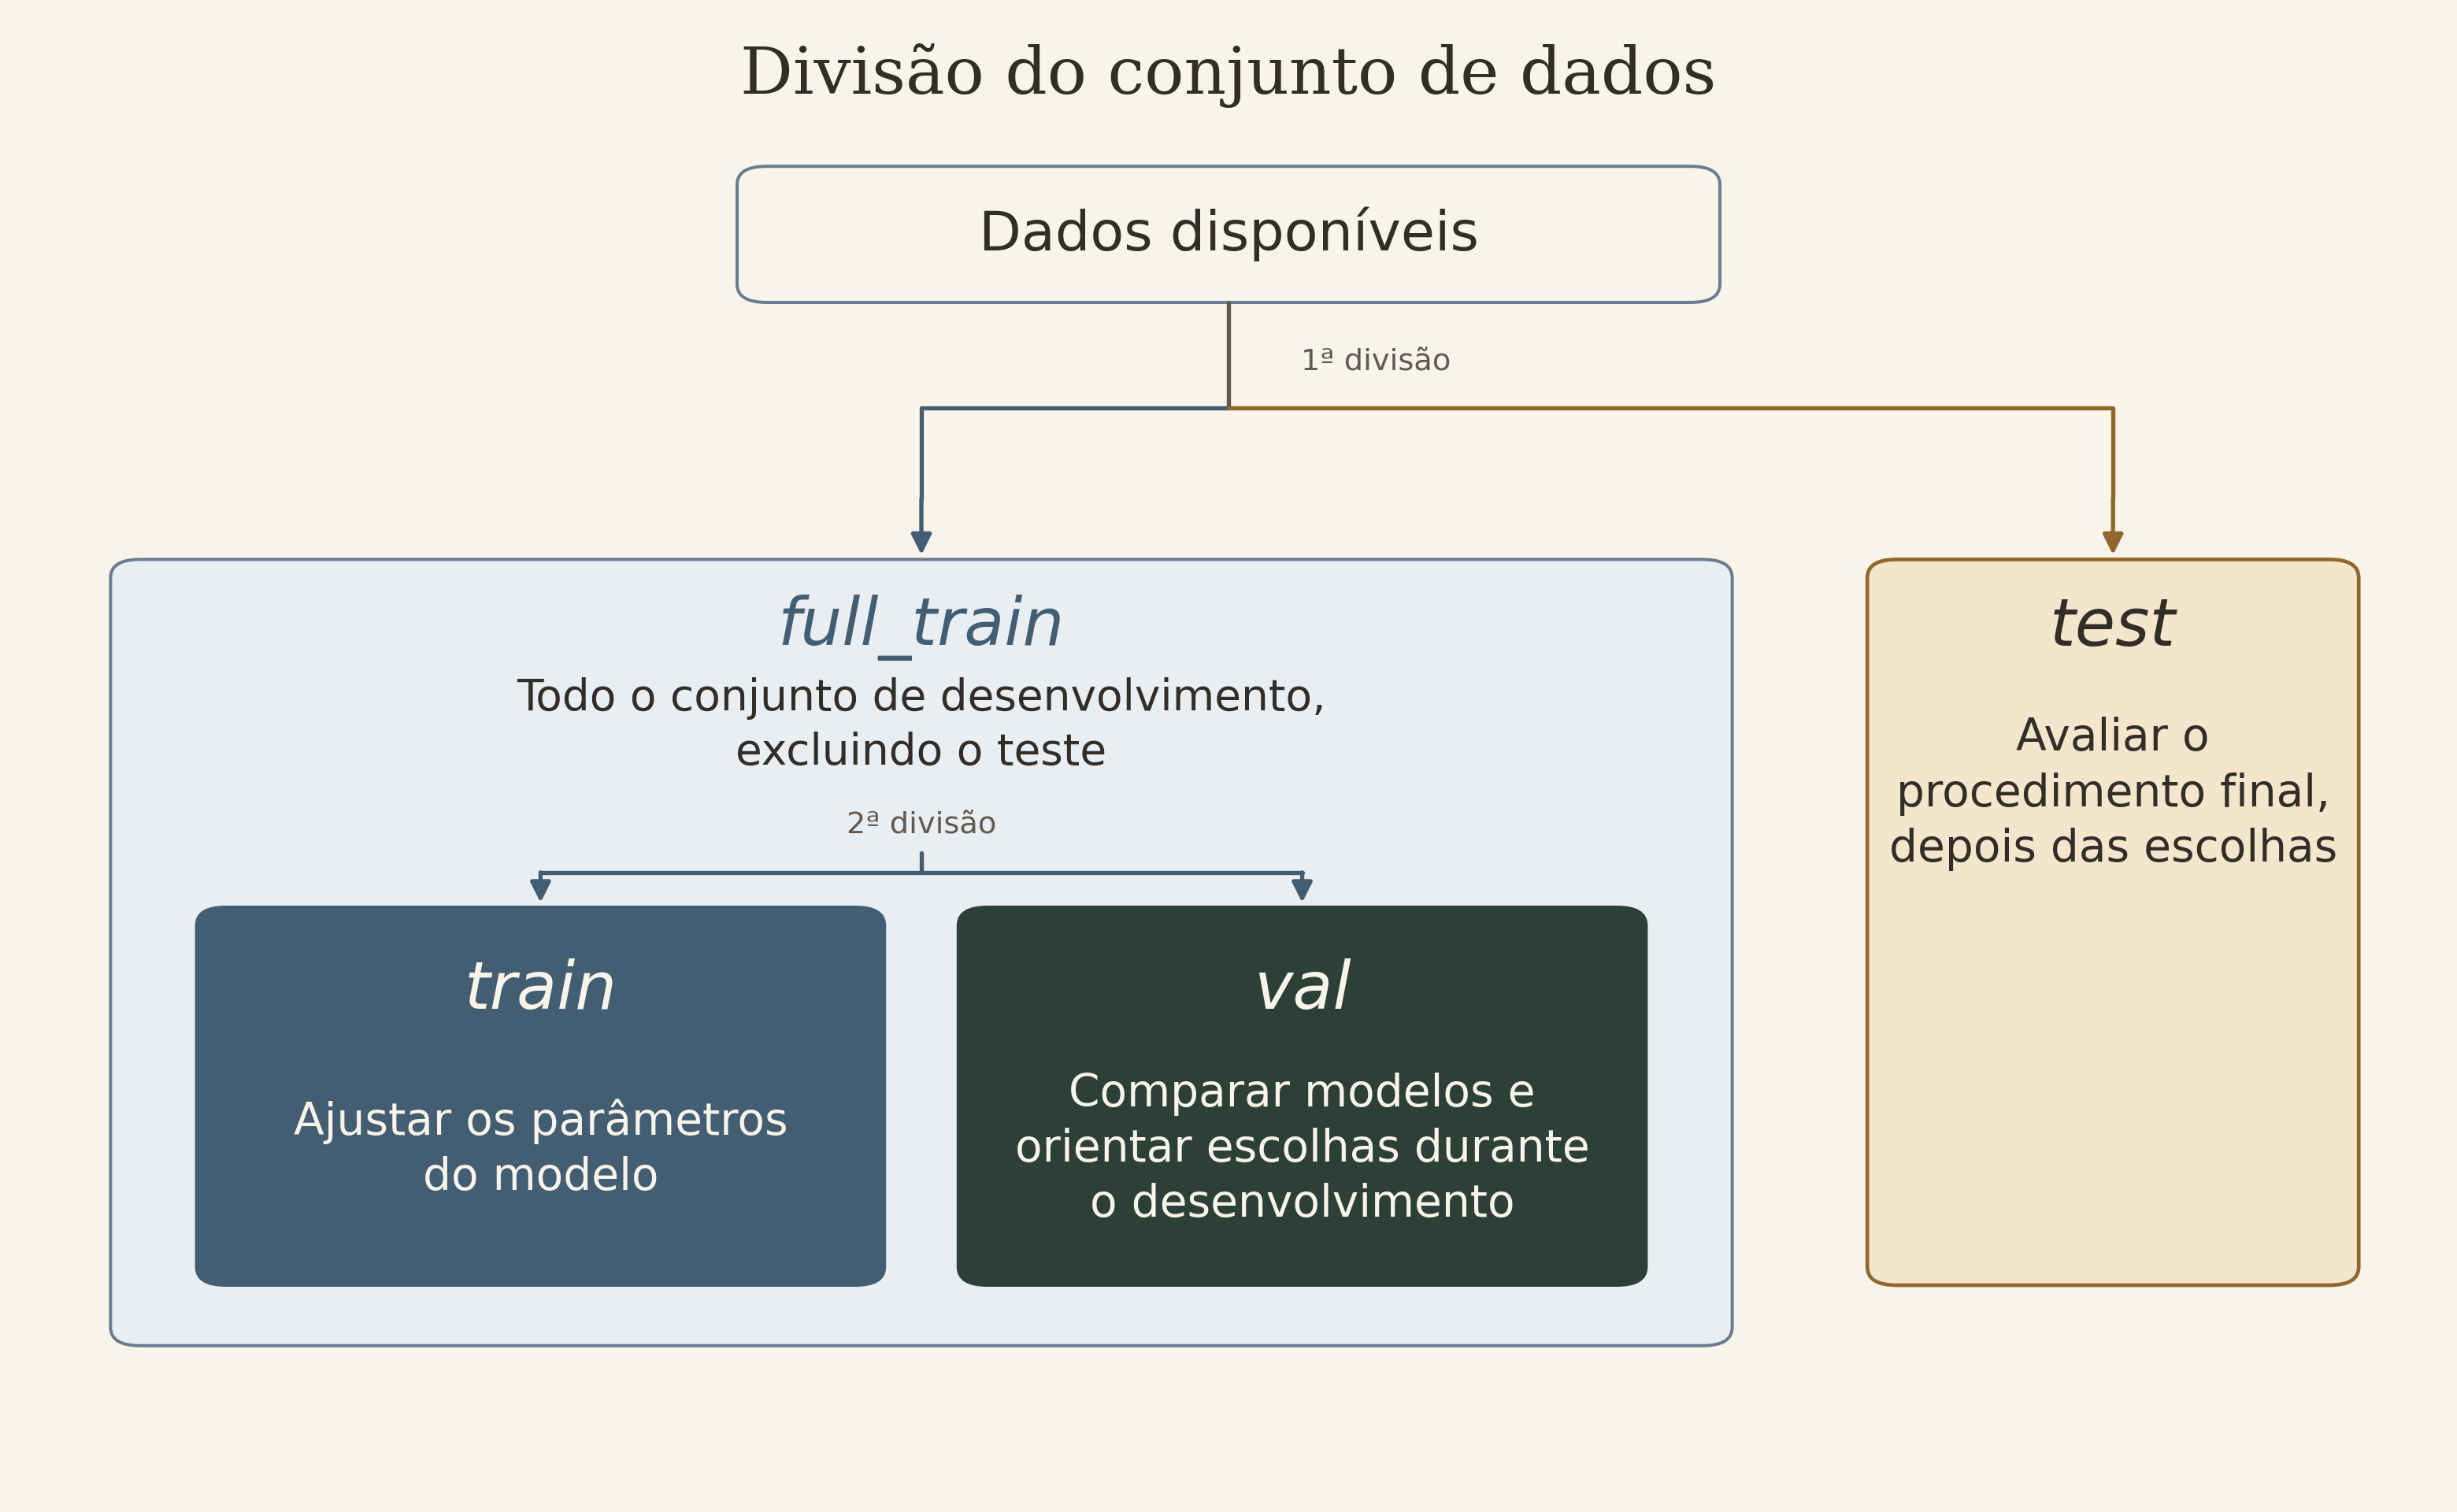 Divisão do conjunto de dados
Dados disponíveis
1ª divisão
full_train
Todo o conjunto de desenvolvimento,
excluindo o teste
2ª divisão
train
Ajustar os parâmetros
do modelo
val
Comparar modelos e
orientar escolhas durante
o desenvolvimento
test
Avaliar o
procedimento final,
depois das escolhas